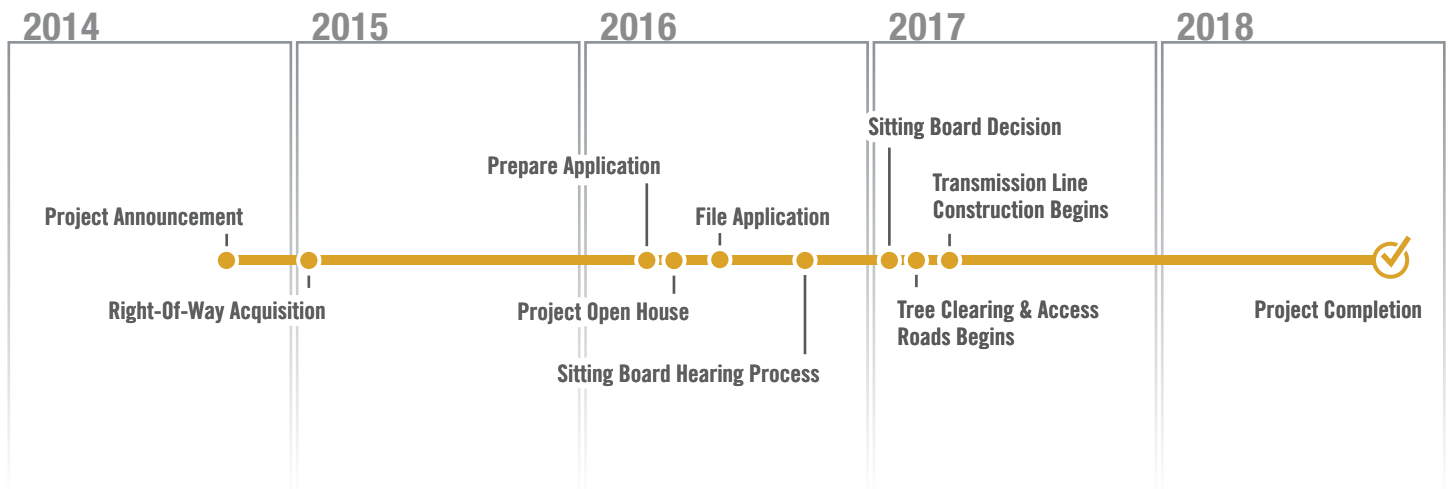 2014
2015
2016
2017
2018
Sitting Board Decision
Prepare Application
Transmission Line
Construction Begins
Project Announcement
File Application
Right-Of-Way Acquisition
Project Open House
Tree Clearing & Access
Roads Begins
Project Completion
Sitting Board Hearing Process